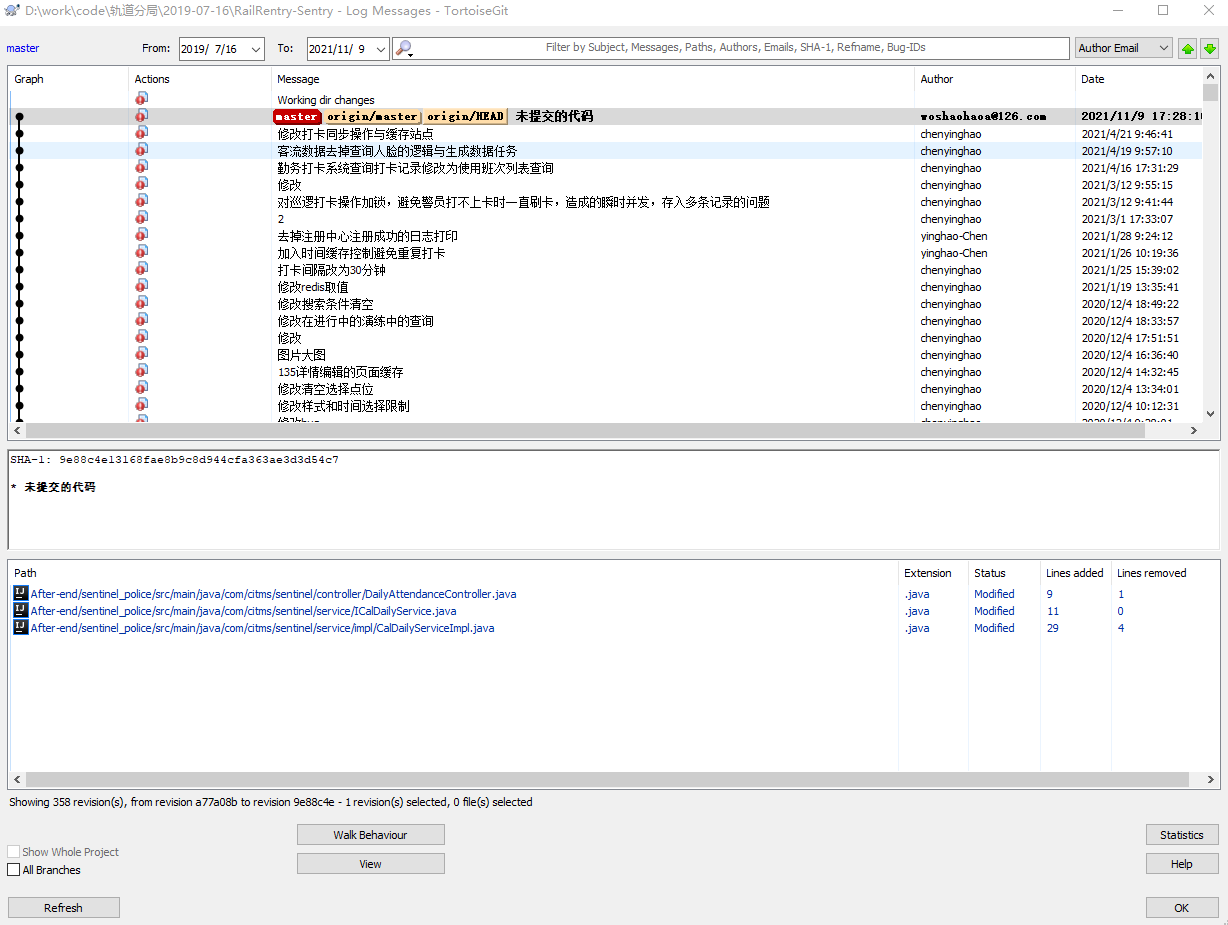 D:\work\code\轨道分局\2019-07-16\RailRentry-Sentry - Log Messages - TortoiseGit
master From: 2019/ 7/16 To: 2021/11/ 9 Filter by Subject, Messages, Paths, Authors, Emails, SHA-1, Refname, Bug-IDs Author Email
Graph Actions Message Author Date
Working dir changes
master origin/master origin/HEAD 未提交的代码 woshaohaoa@126.com 2021/11/9 17:28:1
修改打卡同步操作与缓存站点 chenyinghao 2021/4/21 9:46:41
客流数据去掉查询人脸的逻辑与生成数据任务 chenyinghao 2021/4/19 9:57:10
勤务打卡系统查询打卡记录修改为使用班次列表查询 chenyinghao 2021/4/16 17:31:29
修改 chenyinghao 2021/3/12 9:55:15
对巡逻打卡操作加锁，避免警员打不上卡时一直刷卡，造成的瞬时并发，存入多条记录的问题 chenyinghao 2021/3/12 9:41:44
2 chenyinghao 2021/3/1 17:33:07
去掉注册中心注册成功的日志打印 yinghao-Chen 2021/1/28 9:24:12
加入时间缓存控制避免重复打卡 yinghao-Chen 2021/1/26 10:19:36
打卡间隔改为30分钟 chenyinghao 2021/1/25 15:39:02
修改redis取值 chenyinghao 2021/1/19 13:35:41
修改搜索条件清空 chenyinghao 2020/12/4 18:49:22
修改在进行中的演练中的查询 chenyinghao 2020/12/4 18:33:57
修改 chenyinghao 2020/12/4 17:51:51
图片大图 chenyinghao 2020/12/4 16:36:40
135详情编辑的页面缓存 chenyinghao 2020/12/4 14:32:45
修改清空选择点位 chenyinghao 2020/12/4 13:34:01
修改样式和时间选择限制 chenyinghao 2020/12/4 10:12:31
SHA-1: 9e88c4e13168fae8b9c8d944cfa363ae3d3d54c7
* 未提交的代码
Path Extension Status Lines added Lines removed
After-end/sentinel_police/src/main/java/com/citms/sentinel/controller/DailyAttendanceController.java .java Modified 9 1
After-end/sentinel_police/src/main/java/com/citms/sentinel/service/ICalDailyService.java .java Modified 11 0
After-end/sentinel_police/src/main/java/com/citms/sentinel/service/impl/CalDailyServiceImpl.java .java Modified 29 4
Showing 358 revision(s), from revision a77a08b to revision 9e88c4e - 1 revision(s) selected, 0 file(s) selected
Walk Behaviour Statistics
Show Whole Project
View Help
All Branches
Refresh OK